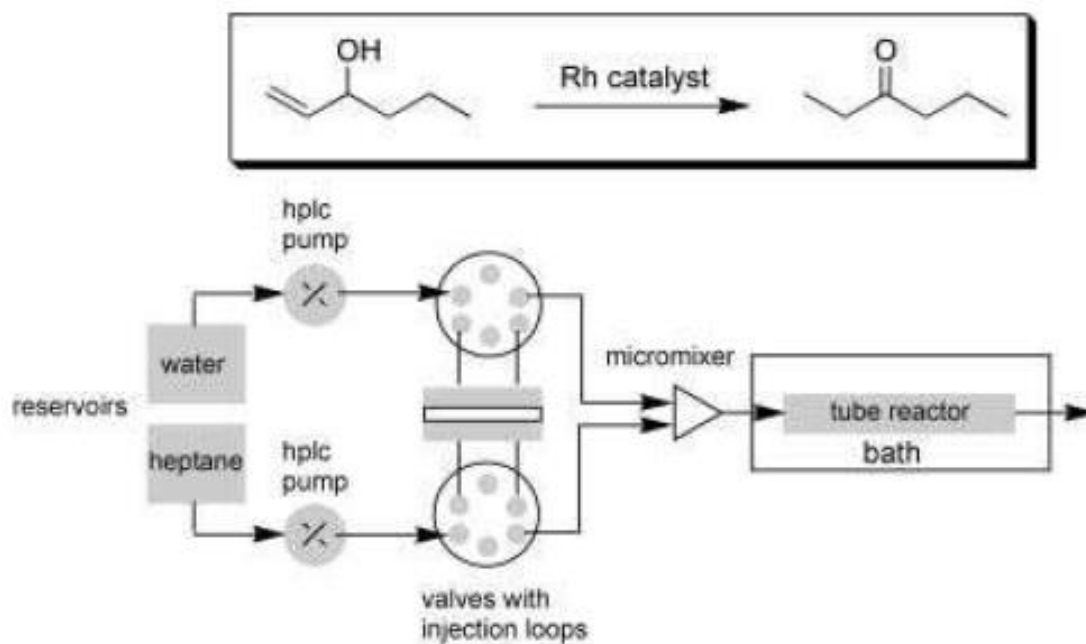 OH
O
Rh catalyst
hplc
pump
water
micromixer
reservoirs
tube reactor
bath
heptane
hplc
pump
valves with
injection loops